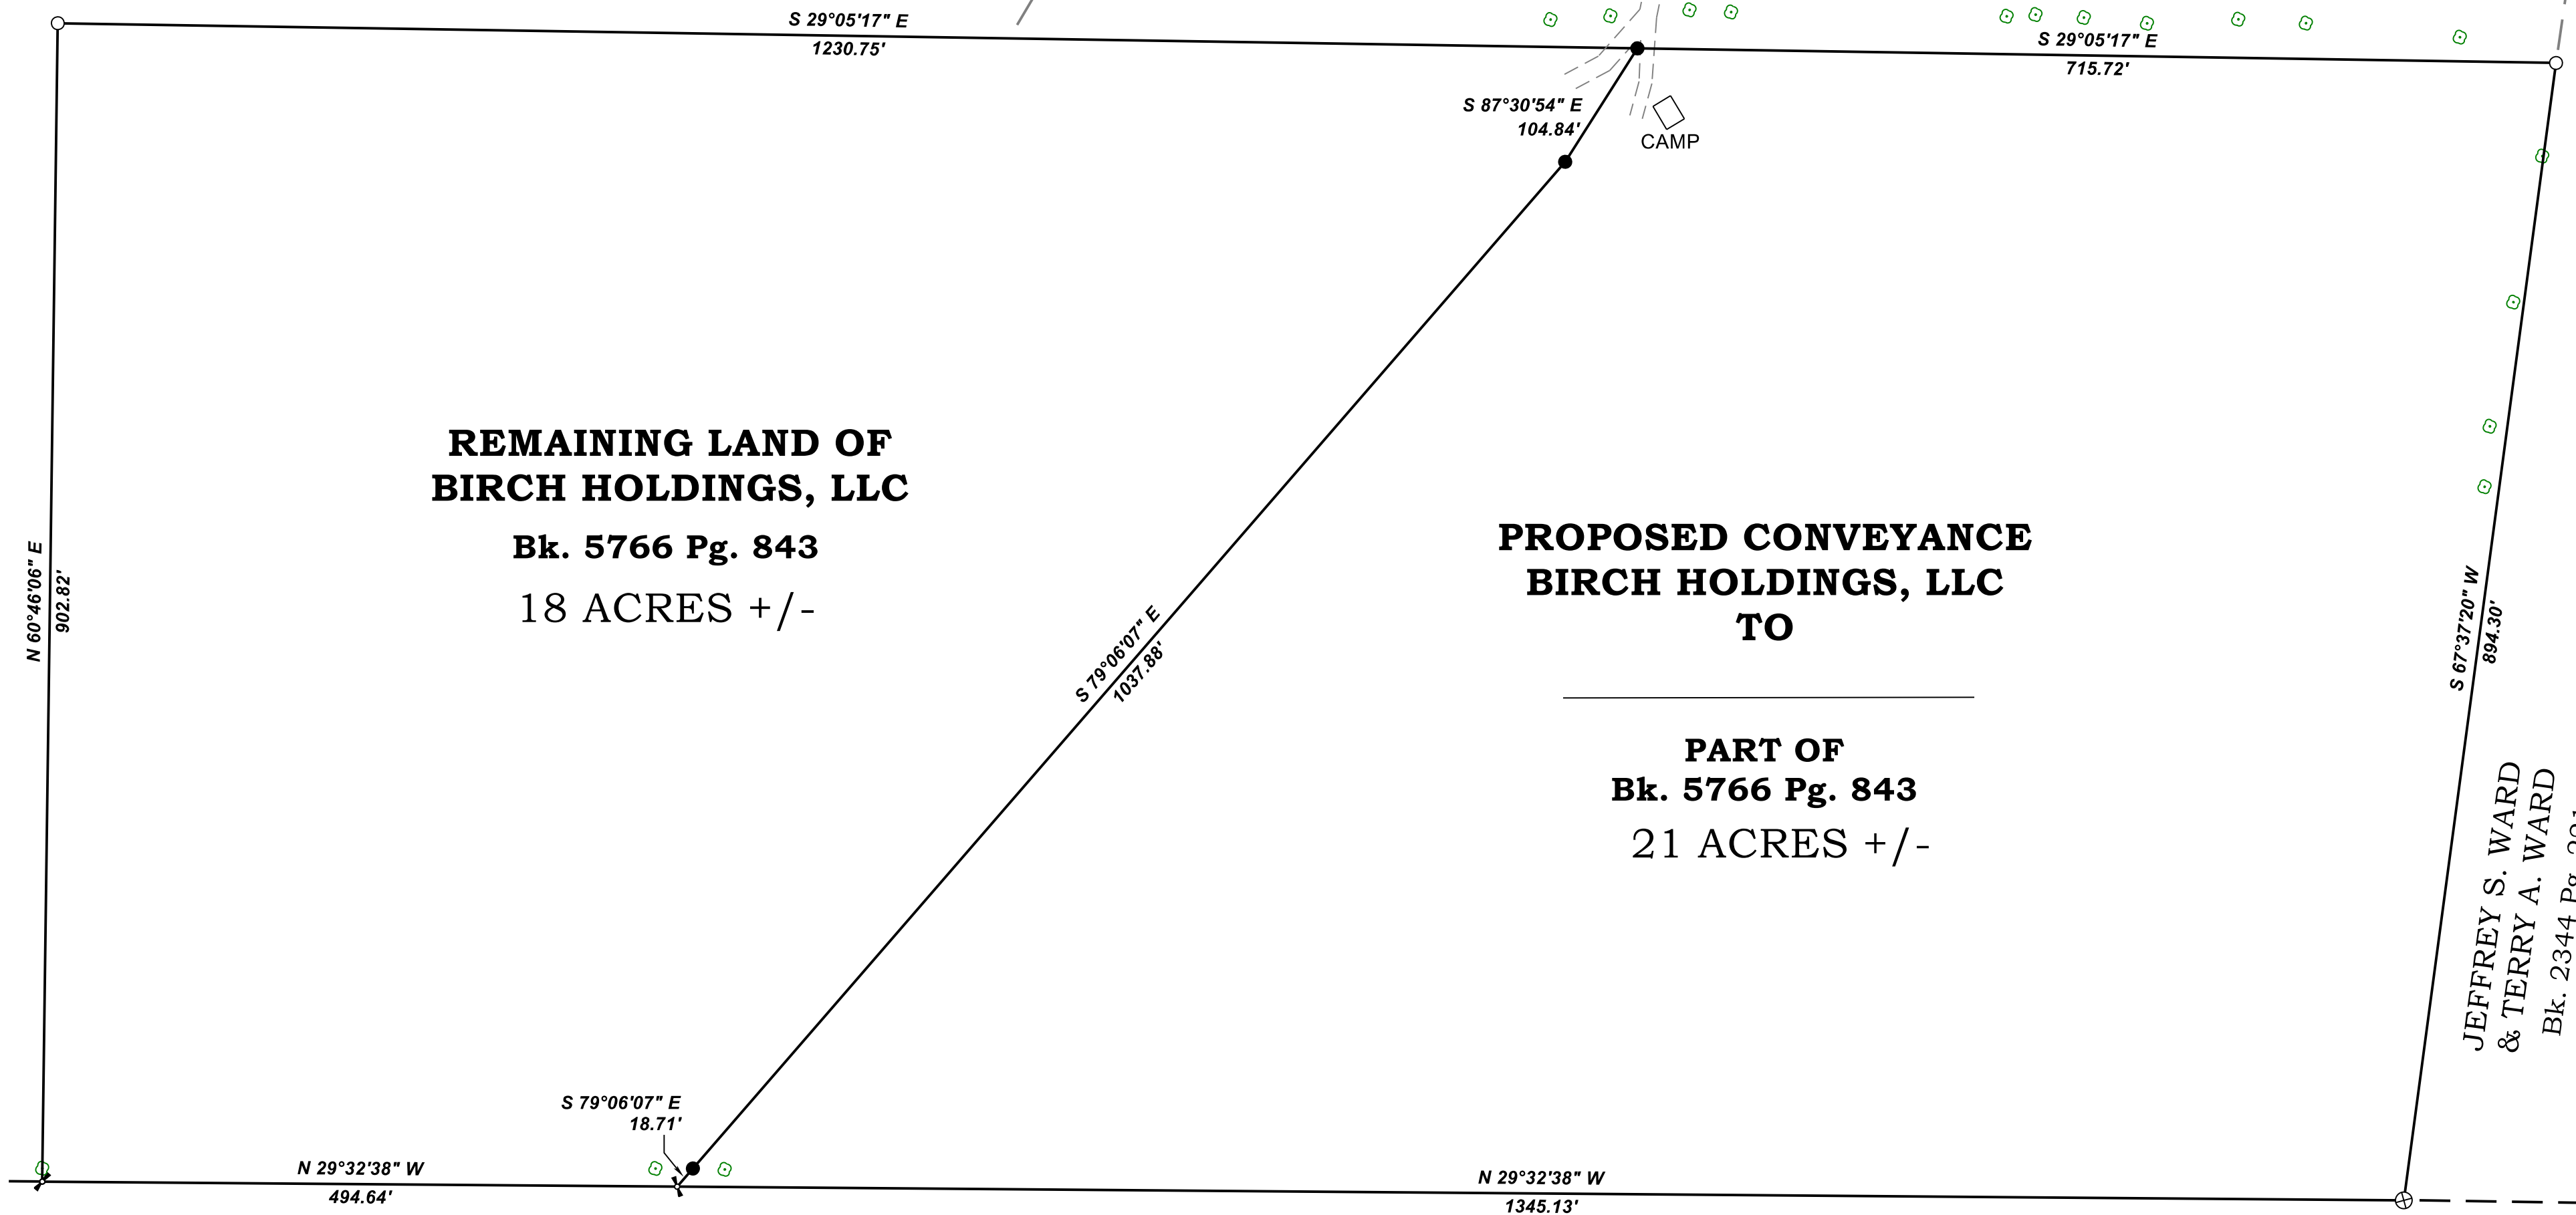 S 29°05'17" E
1230.75'
S 29°05'17" E
715.72'
S 87°30'54" E
104.84'
CAMP
N 60°46'06" E
902.82'
REMAINING LAND OF
BIRCH HOLDINGS, LLC
Bk. 5766 Pg. 843
18 ACRES +/-
S 79°06'07" E
1037.88'
PROPOSED CONVEYANCE
BIRCH HOLDINGS, LLC
TO
PART OF
Bk. 5766 Pg. 843
21 ACRES +/-
S 67°37'20" W
894.30'
JEFFREY S. WARD
& TERRY A. WARD
Bk. 2344 Pg.
S 79°06'07" E
18.71'
N 29°32'38" W
494.64'
N 29°32'38" W
1345.13'